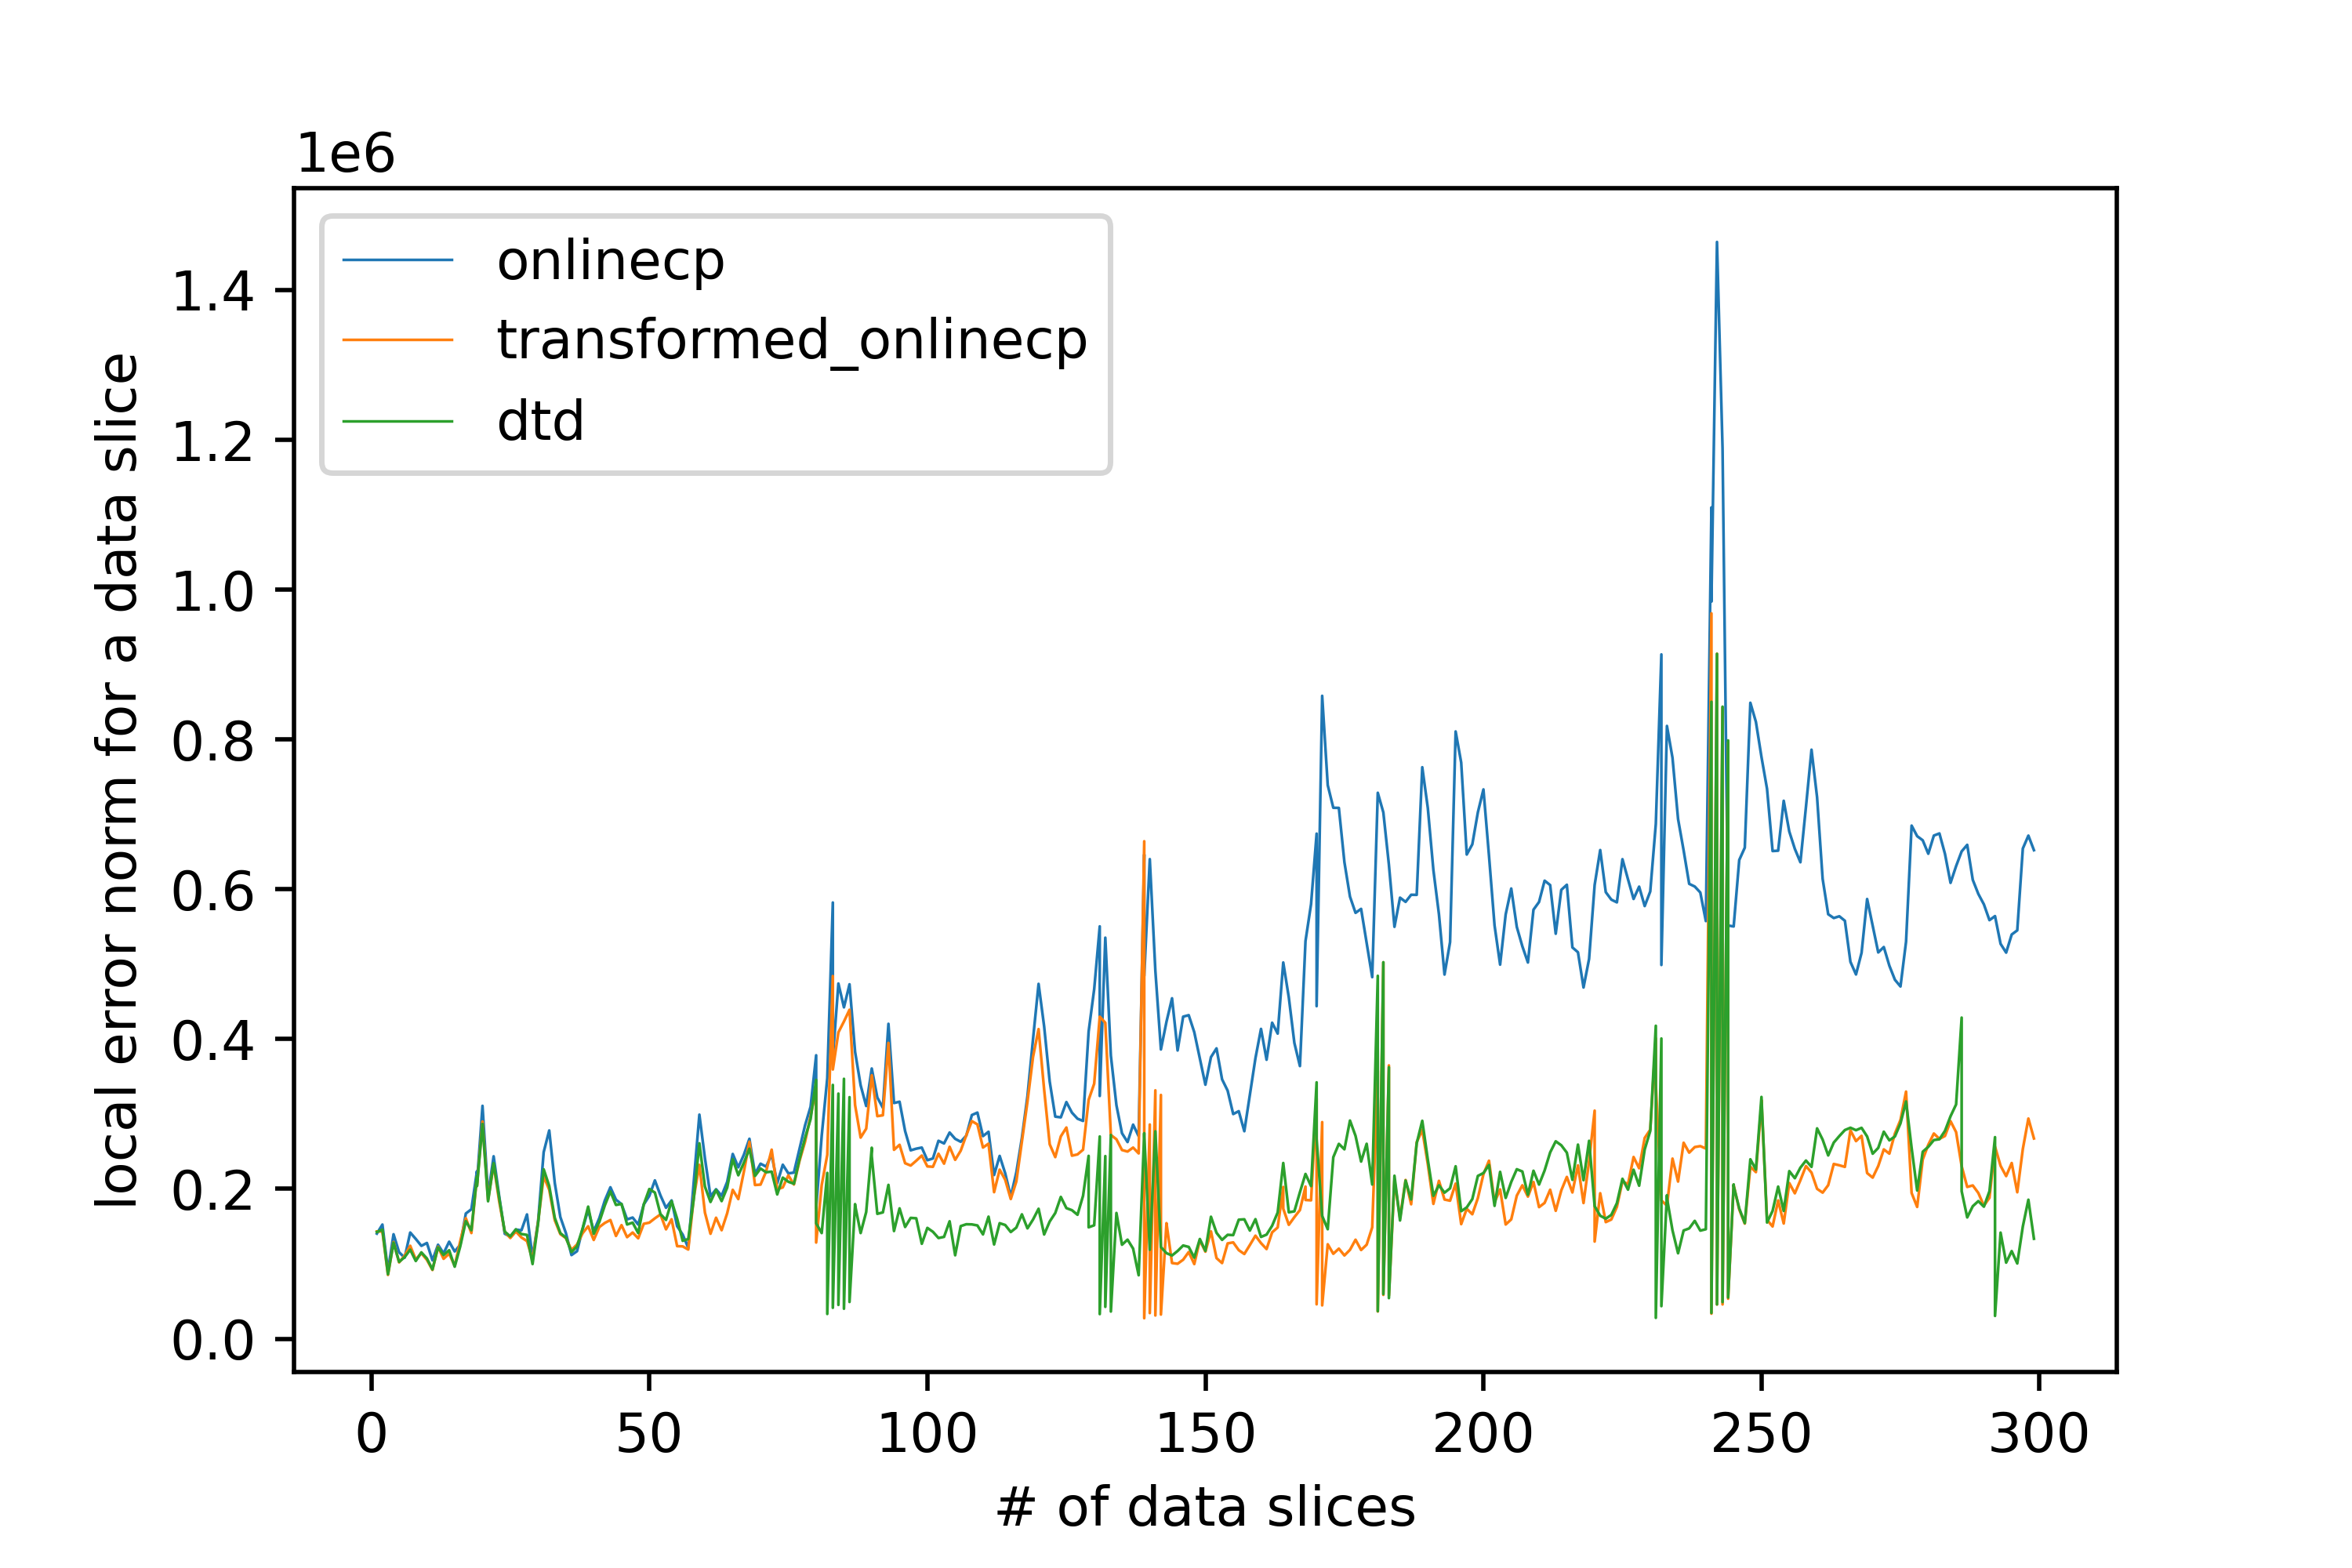 1e6
onlinecp
transformed_onlinecp
dtd
local error norm for a data slice
1.4
1.2
1.0
0.8
0.6
0.4
0.2
0.0
0 50 100 150 200 250 300
# of data slices